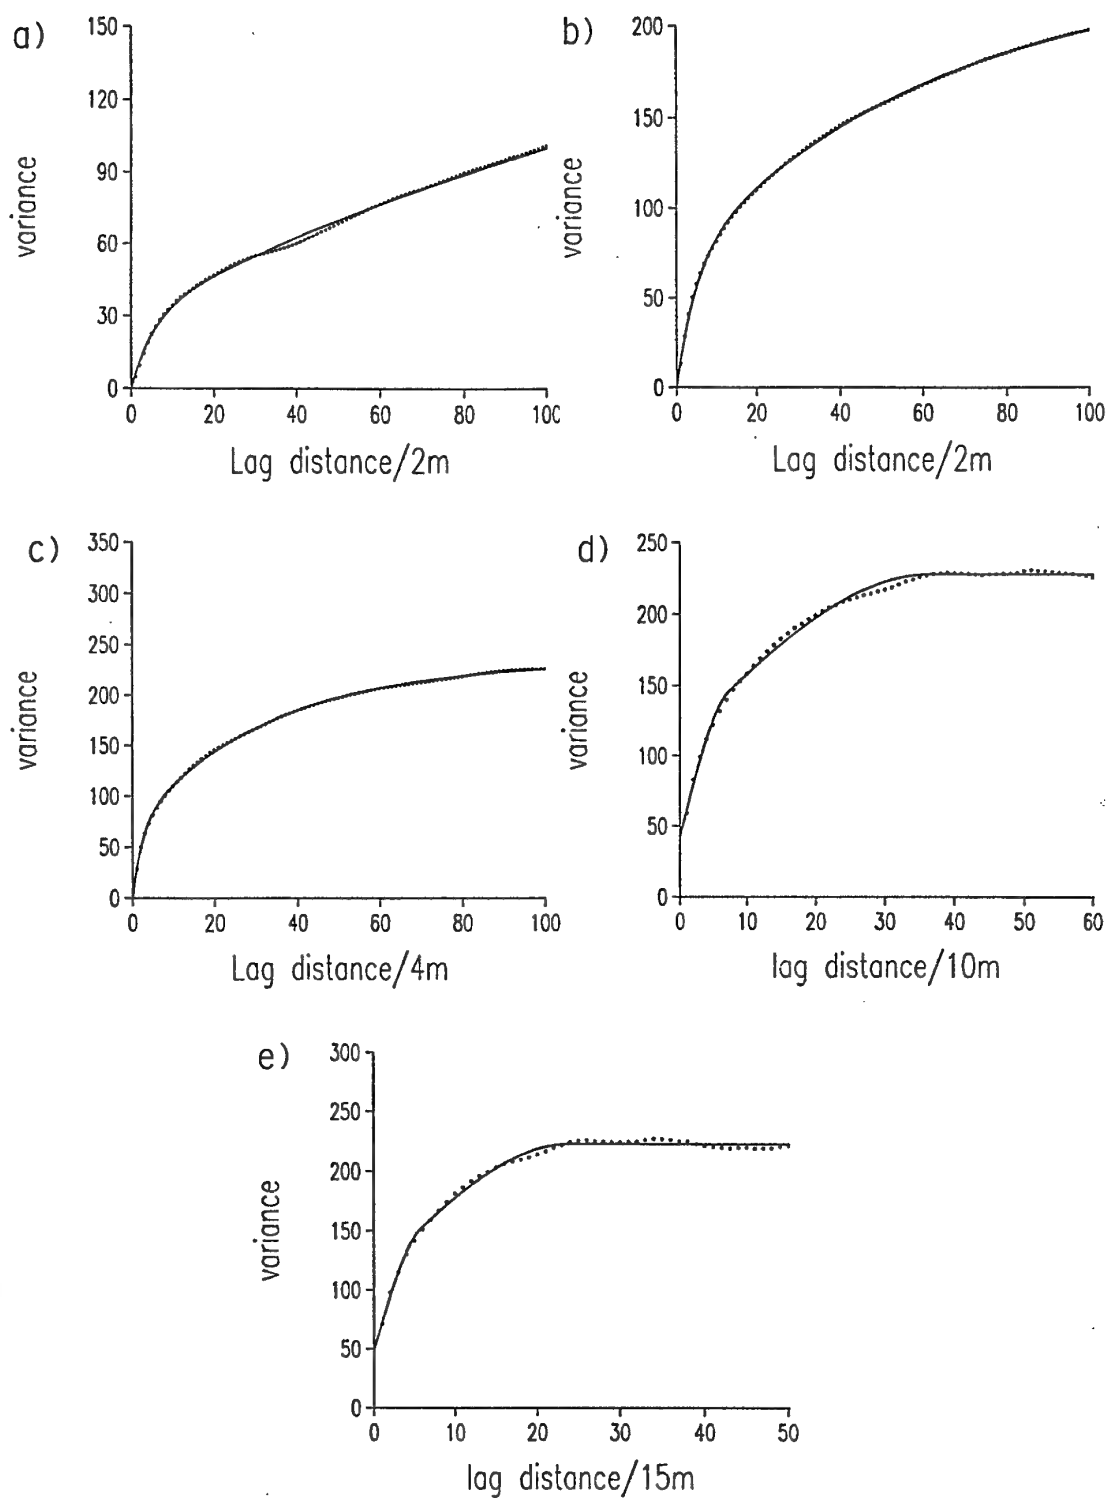 a)
150
120
90
60
30
0
variance
0 20 40 60 80 100
Lag distance/2m
b)
200
150
100
50
0
variance
0 20 40 60 80 100
Lag distance/2m
c)
350
300
250
200
150
100
50
0
variance
0 20 40 60 80 100
Lag distance/4m
d)
250
200
150
100
50
0
variance
0 10 20 30 40 50 60
lag distance/10m
e)
300
250
200
150
100
50
0
variance
0 10 20 30 40 50
lag distance/15m